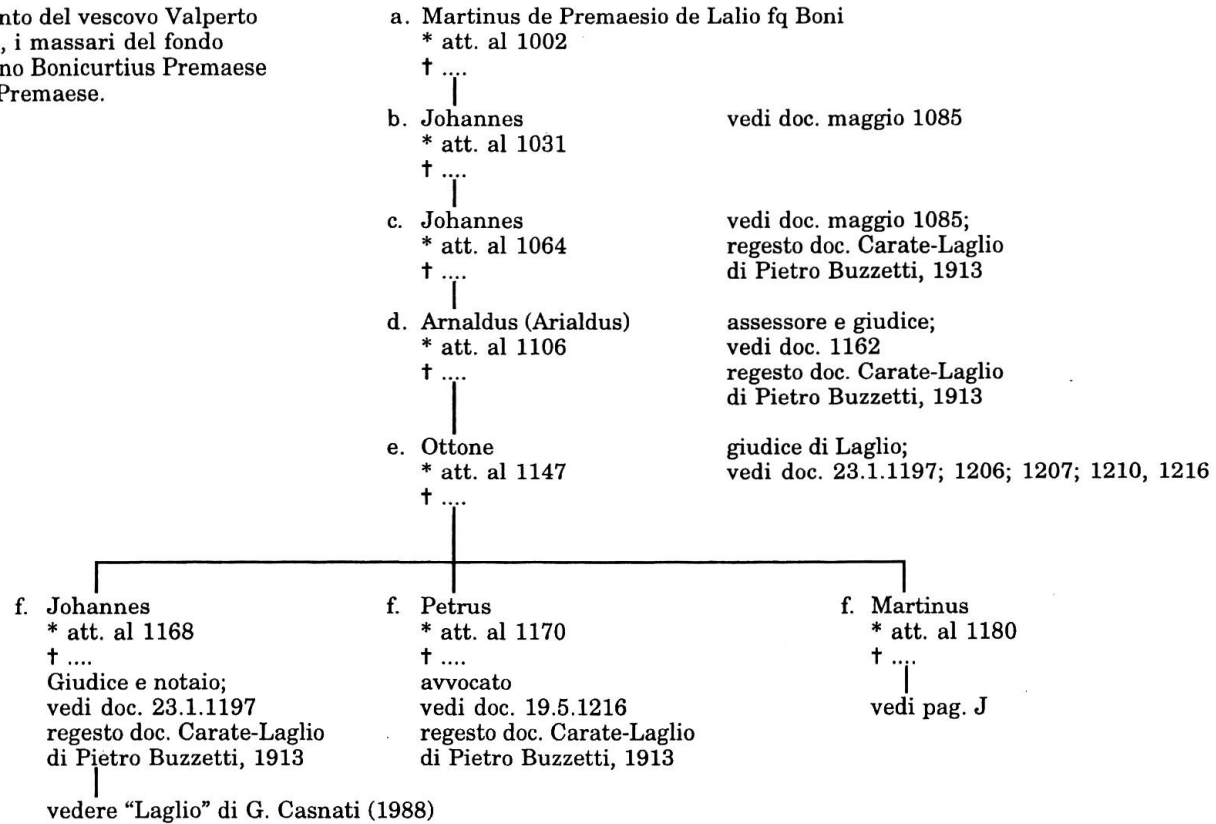 nto del vescovo Valperto
, i massari del fondo
no Bonicurtius Premaese
Premaese.
a. Martinus de Premaesio de Lalio fq Boni
* att. al 1002
† ....
b. Johannes
* att. al 1031
† ....
vedi doc. maggio 1085
c. Johannes
* att. al 1064
† ....
vedi doc. maggio 1085;
regesto doc. Carate-Laglio
di Pietro Buzzetti, 1913
d. Arnaldus (Arialdus)
* att. al 1106
† ....
assessore e giudice;
vedi doc. 1162
regesto doc. Carate-Laglio
di Pietro Buzzetti, 1913
e. Ottone
* att. al 1147
† ....
giudice di Laglio;
vedi doc. 23.1.1197; 1206; 1207; 1210, 1216
f. Johannes
* att. al 1168
† ....
Giudice e notaio;
vedi doc. 23.1.1197
regesto doc. Carate-Laglio
di Pietro Buzzetti, 1913
vedere “Laglio” di G. Casnati (1988)
f. Petrus
* att. al 1170
† ....
avvocato
vedi doc. 19.5.1216
regesto doc. Carate-Laglio
di Pietro Buzzetti, 1913
f. Martinus
* att. al 1180
† ....
vedi pag. J